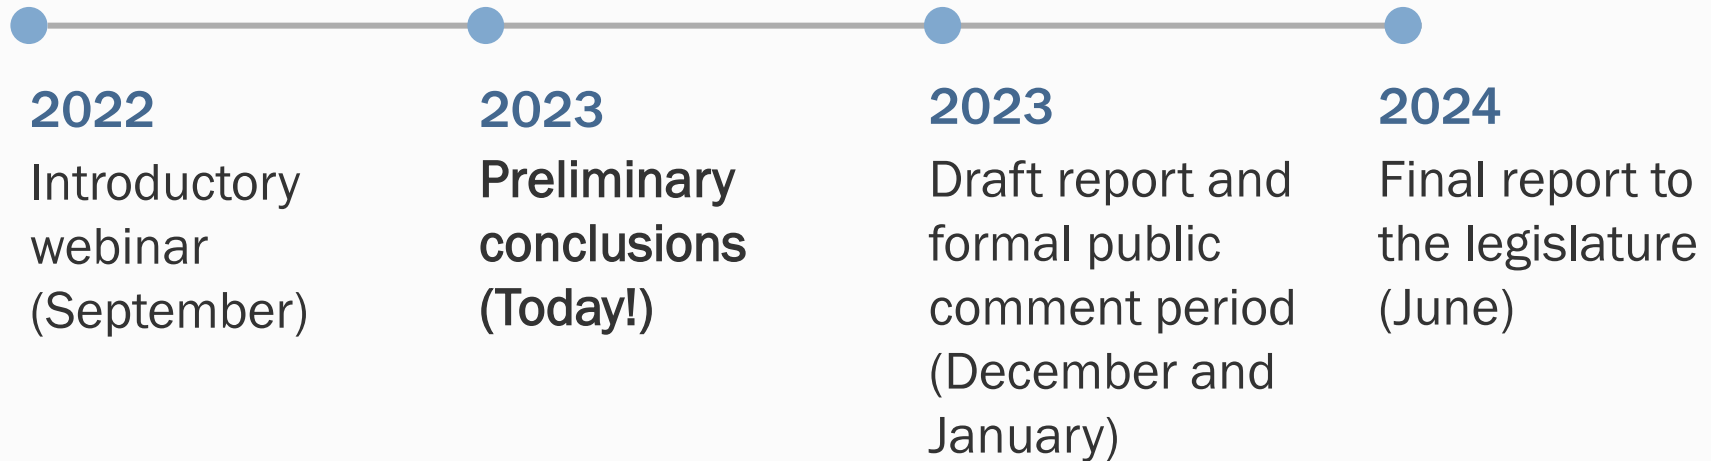 2022
Introductory
webinar
(September)
2023
Preliminary
conclusions
(Today!)
2023
Draft report and
formal public
comment period
(December and
January)
2024
Final report to
the legislature
(June)